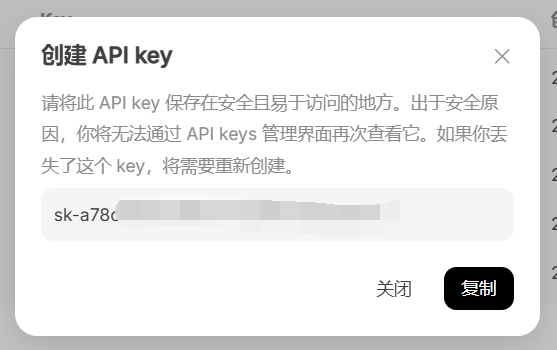 创建 API key
请将此 API key 保存在安全且易于访问的地方。出于安全原
因，你将无法通过 API keys 管理界面再次查看它。如果你丢
失了这个 key，将需要重新创建。
sk-a78
关闭 复制